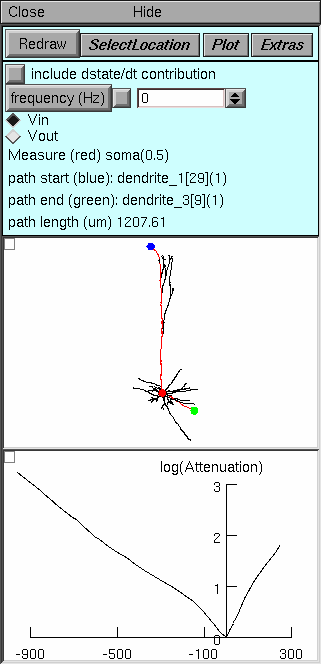 Close Hide
Redraw SelectLocation Plot Extras
include dstate/dt contribution
frequency (Hz) 0
Vin
Vout
Measure (red) soma(0.5)
path start (blue): dendrite_1[29](1)
path end (green): dendrite_3[9](1)
path length (um) 1207.61
log(Attenuation)
3
2
1
0
-900 -500 -100 300